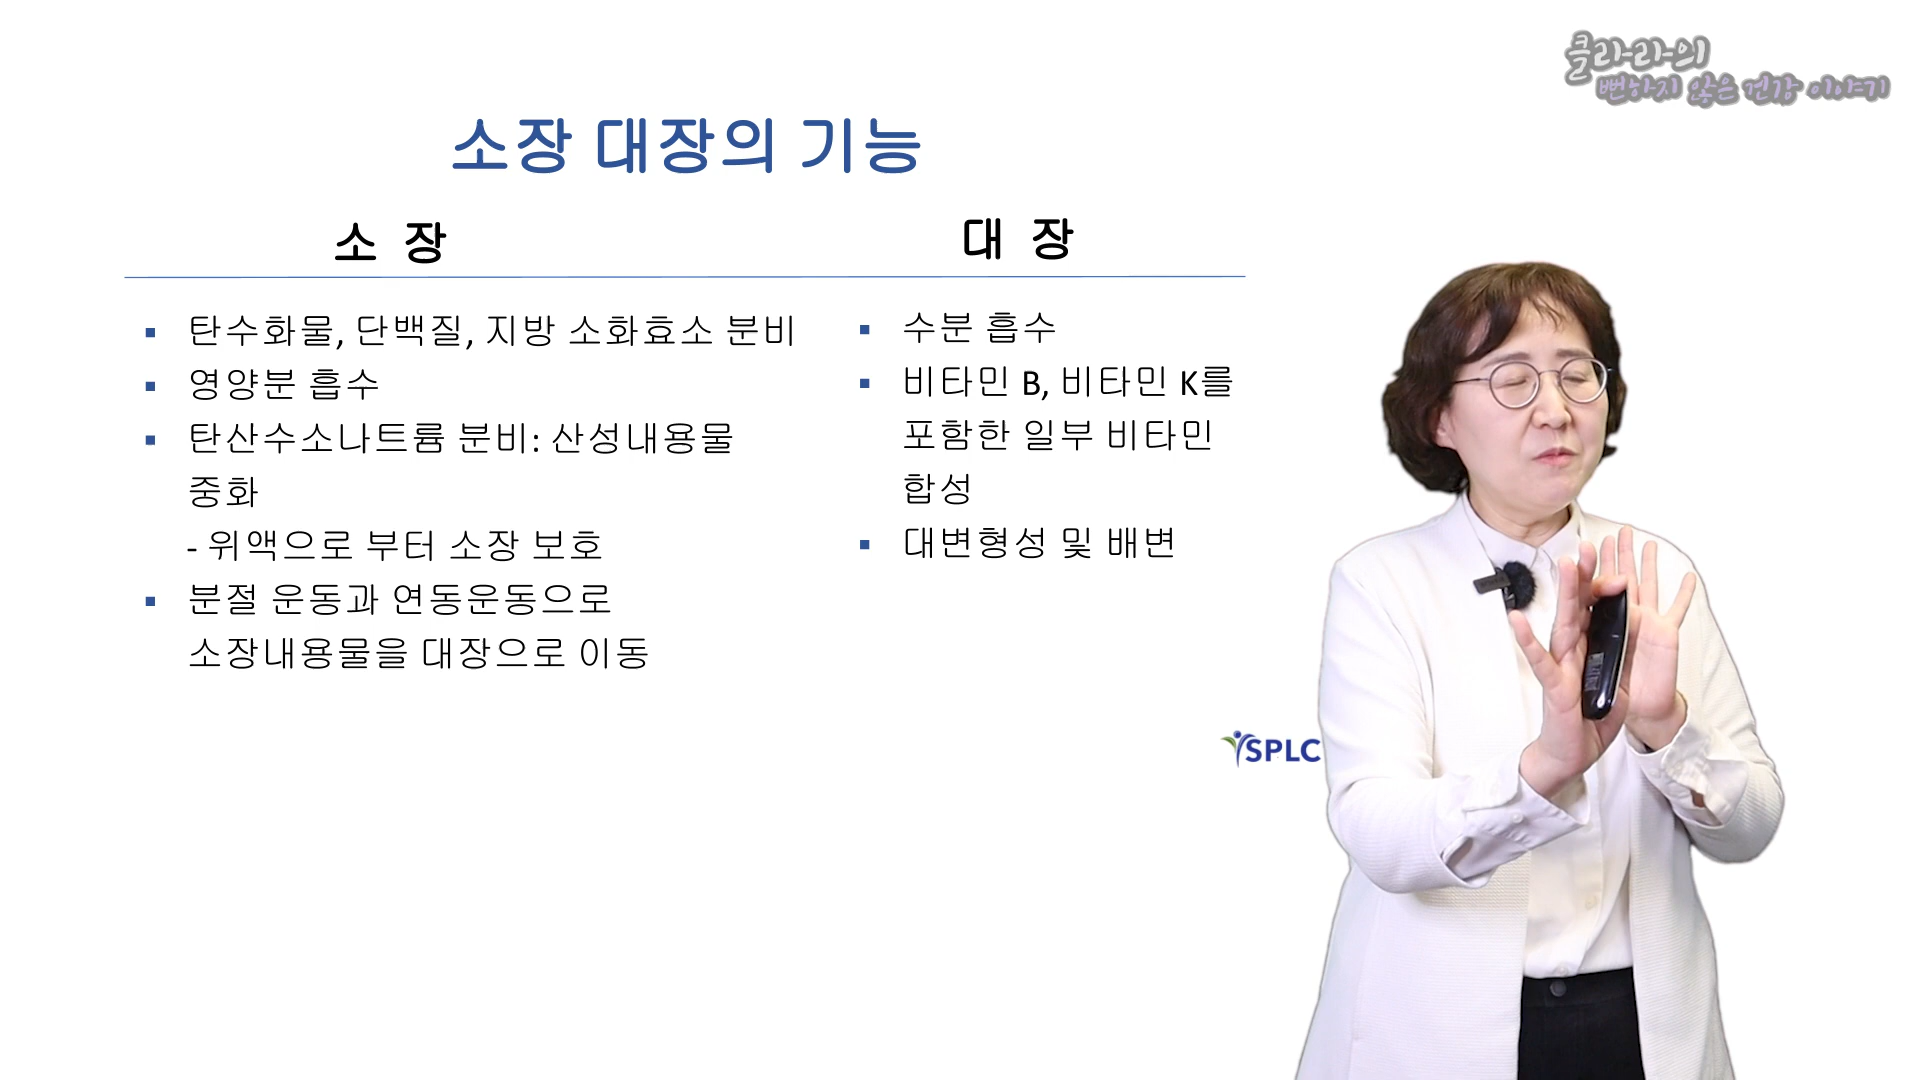 클라라의
뻔하지 않은 건강 이야기
소장 대장의 기능
소 장
탄수화물, 단백질, 지방 소화효소 분비
영양분 흡수
탄산수소나트륨 분비: 산성내용물
중화
- 위액으로 부터 소장 보호
분절 운동과 연동운동으로
소장내용물을 대장으로 이동
대 장
수분 흡수
비타민 B, 비타민 K를
포함한 일부 비타민
합성
대변형성 및 배변
SPLC